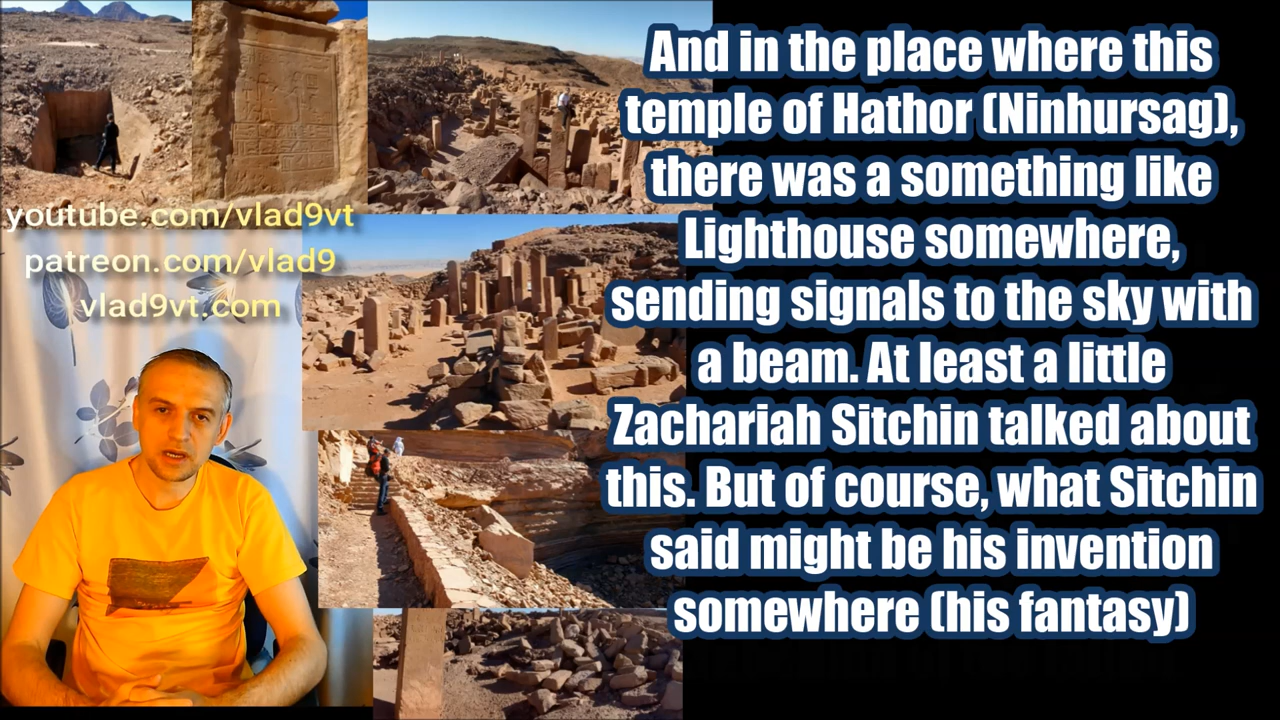 youtube.com/vlad9vt
patreon.com/vlad9
vlad9vt.com
And in the place where this
temple of Hathor (Ninhursag),
there was a something like
Lighthouse somewhere,
sending signals to the sky with
a beam. At least a little
Zachariah Sitchin talked about
this. But of course, what Sitchin
said might be his invention
somewhere (his fantasy)